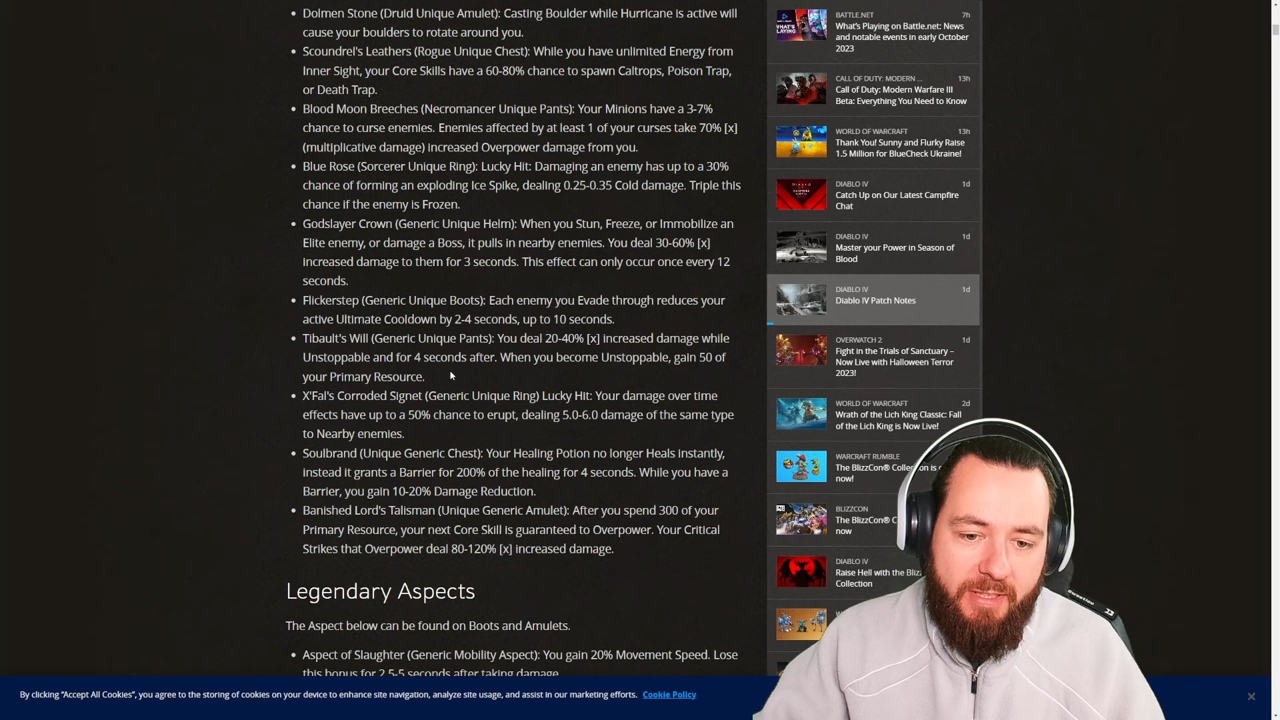 Dolmen Stone (Druid Unique Amulet): Casting Boulder while Hurricane is active will
cause your boulders to rotate around you.
Scoundrel's Leathers (Rogue Unique Chest): While you have unlimited Energy from
Inner Sight, your Core Skills have a 60-80% chance to spawn Caltrops, Poison Trap,
or Death Trap.
Blood Moon Breeches (Necromancer Unique Pants): Your Minions have a 3-7%
chance to curse enemies. Enemies affected by at least 1 of your curses take 70% [x]
(multiplicative damage) increased Overpower damage from you.
Blue Rose (Sorcerer Unique Ring): Lucky Hit: Damaging an enemy has up to a 30%
chance of forming an exploding Ice Spike, dealing 0.25-0.35 Cold damage. Triple this
chance if the enemy is Frozen.
Godslayer Crown (Generic Unique Helm): When you Stun, Freeze, or Immobilize an
Elite enemy, or damage a Boss, it pulls in nearby enemies. You deal 30-60% [x]
Increased damage to them for 3 seconds. This effect can only occur once every 12
seconds.
Flickerstep (Generic Unique Boots): Each enemy you Evade through reduces your
active Ultimate Cooldown by 2-4 seconds, up to 10 seconds.
Tibault's Will (Generic Unique Pants): You deal 20-40% [x] increased damage while
Unstoppable and for 4 seconds after. When you become Unstoppable, gain 50 of
your Primary Resource.
X'Fal's Corroded Signet (Generic Unique Ring) Lucky Hit: Your damage over time
effects have up to a 50% chance to erupt, dealing 5.0-6.0 damage of the same type
to Nearby enemies.
Soulbrand (Unique Generic Chest): Your Healing Potion no longer Heals instantly,
instead it grants a Barrier for 200% of the healing for 4 seconds. While you have a
Barrier, you gain 10-20% Damage Reduction.
Banished Lord's Talisman (Unique Generic Amulet): After you spend 300 of your
Primary Resource, your next Core Skill is guaranteed to Overpower. Your Critical
Strikes that Overpower deal 80-120% [x] increased damage.
Legendary Aspects
The Aspect below can be found on Boots and Amulets.
Aspect of Slaughter (Generic Mobility Aspect): You gain 20% Movement Speed. Lose
this bonus for 2.5-5 seconds after taking damage.
BATTLE.NET 7h
What's Playing on Battle.net: News
and notable events in early October
2023
CALL OF DUTY: MODERN ... 13h
Call of Duty: Modern Warfare III
Beta: Everything You Need to Know
WORLD OF WARCRAFT 13h
Thank You! Sunny and Flurky Raise
1.5 Million for BlueCheck Ukraine!
DIABLO IV 1d
Catch Up on Our Latest Campfire
Chat
DIABLO IV 1d
Master your Power in Season of
Blood
DIABLO IV 1d
Diablo IV Patch Notes
OVERWATCH 2 1d
Fight in the Trials of Sanctuary –
Now Live with Halloween Terror
2023!
WORLD OF WARCRAFT 2d
Wrath of the Lich King Classic: Fall
of the Lich King is Now Live!
WARCRAFT RUMBLE
The BlizzCon® Collection is
now!
BLIZZCON
The BlizzCon®
now
DIABLO IV
Raise Hell with the
Collection
By clicking “Accept All Cookies”, you agree to the storing of cookies on your device to enhance site navigation, analyze site usage, and assist in our marketing efforts. Cookie Policy